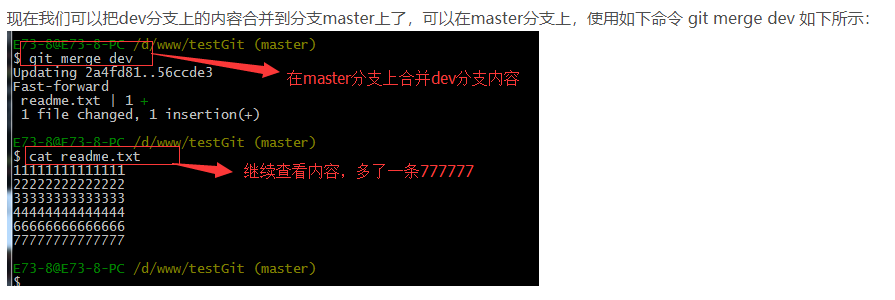 现在我们可以把dev分支上的内容合并到分支master上了，可以在master分支上，使用如下命令 git merge dev 如下所示：
E73-8@E73-8-PC /d/www/testGit (master)
$ git merge dev
Updating 2a4fd81..56ccde3
在master分支上合并dev分支内容
Fast-forward
readme.txt | 1 +
1 file changed, 1 insertion(+)
E73-8@E73-8-PC /d/www/testGit (master)
$ cat readme.txt
11111111111111
继续查看内容，多了一条777777
22222222222222
33333333333333
44444444444444
66666666666666
77777777777777
E73-8@E73-8-PC /d/www/testGit (master)
$